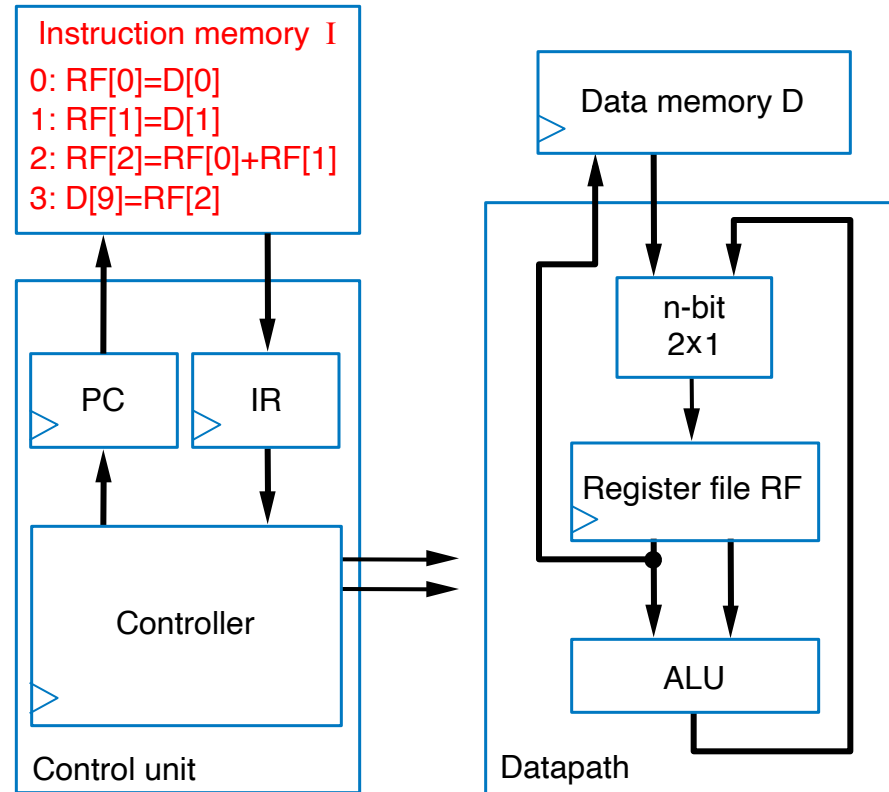 Instruction memory I
0: RF[0]=D[0]
1: RF[1]=D[1]
2: RF[2]=RF[0]+RF[1]
3: D[9]=RF[2]
PC
IR
Controller
Control unit
Data memory D
n-bit
2x1
Register file RF
ALU
Datapath